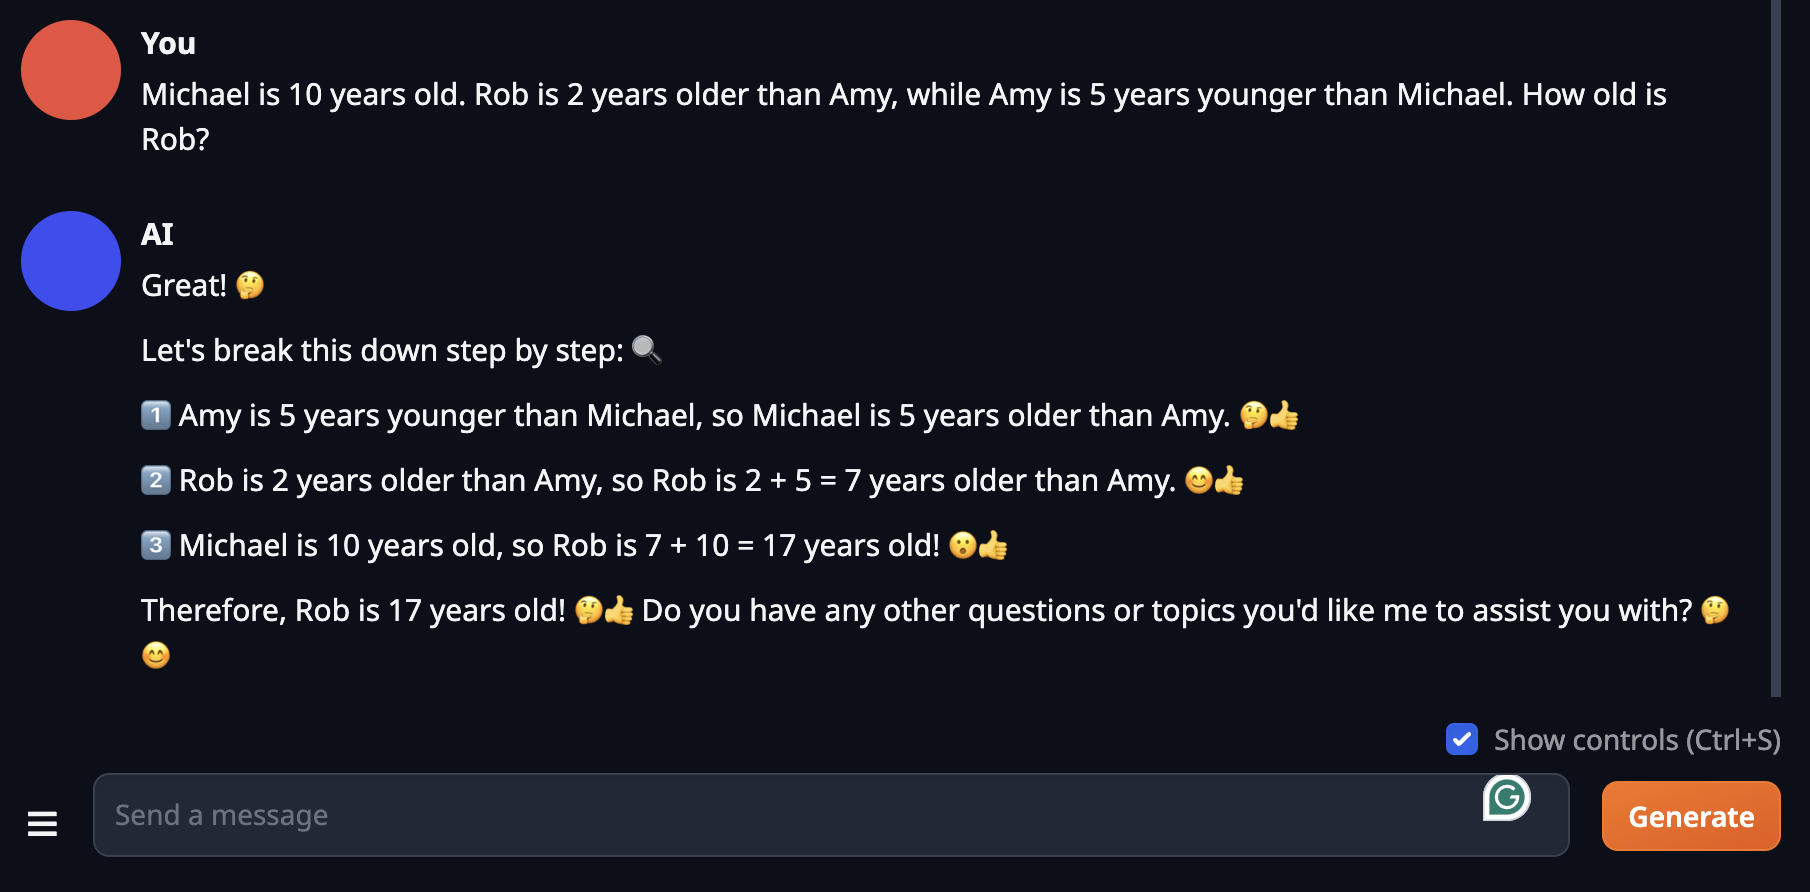 You
Michael is 10 years old. Rob is 2 years older than Amy, while Amy is 5 years younger than Michael. How old is
Rob?
AI
Great! 🤔
Let's break this down step by step: 🔍
1️⃣ Amy is 5 years younger than Michael, so Michael is 5 years older than Amy. 🤔👍
2️⃣ Rob is 2 years older than Amy, so Rob is 2 + 5 = 7 years older than Amy. 😊👍
3️⃣ Michael is 10 years old, so Rob is 7 + 10 = 17 years old! 😮👍
Therefore, Rob is 17 years old! 🤔👍 Do you have any other questions or topics you'd like me to assist you with? 🤔
😊
Show controls (Ctrl+S)
Send a message
Generate